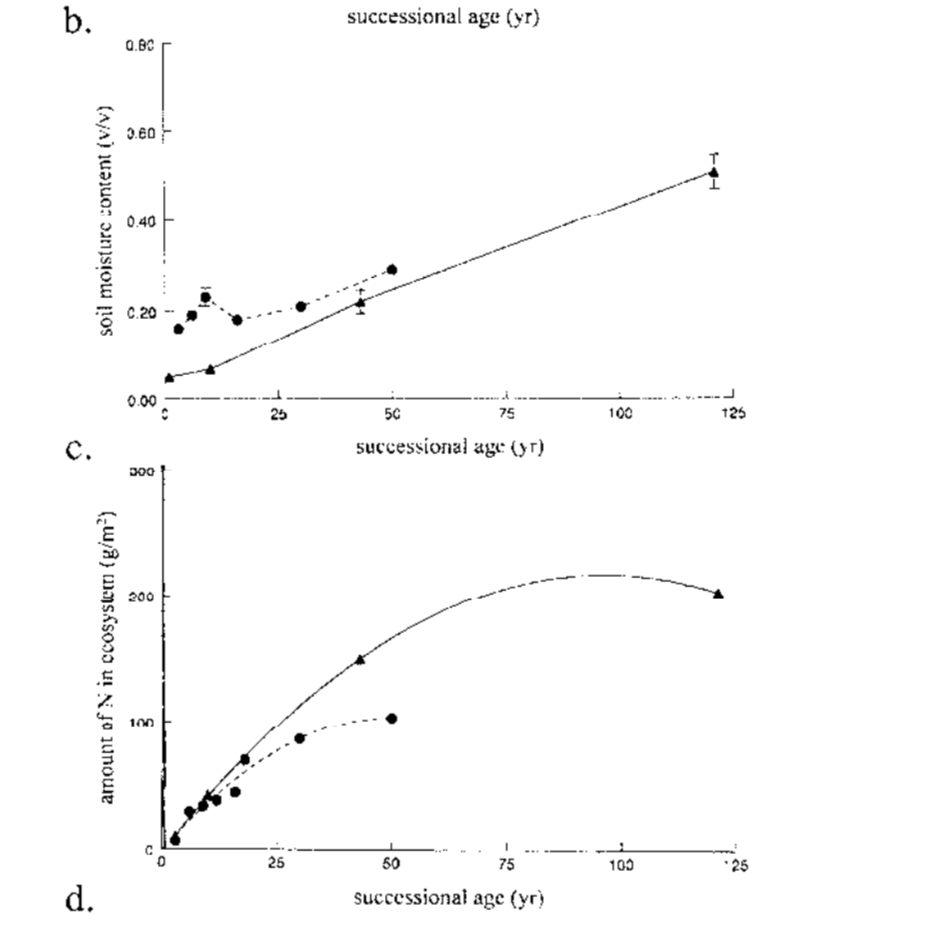 b.
successional age (yr)
0.80
0.60
0.40
0.20
0.00
soil moisture content (v/v)
0 25 50 75 100 125
successional age (yr)
c.
300
200
100
0
amount of N in ecosystem (g/m²)
0 25 50 75 100 125
successional age (yr)
d.